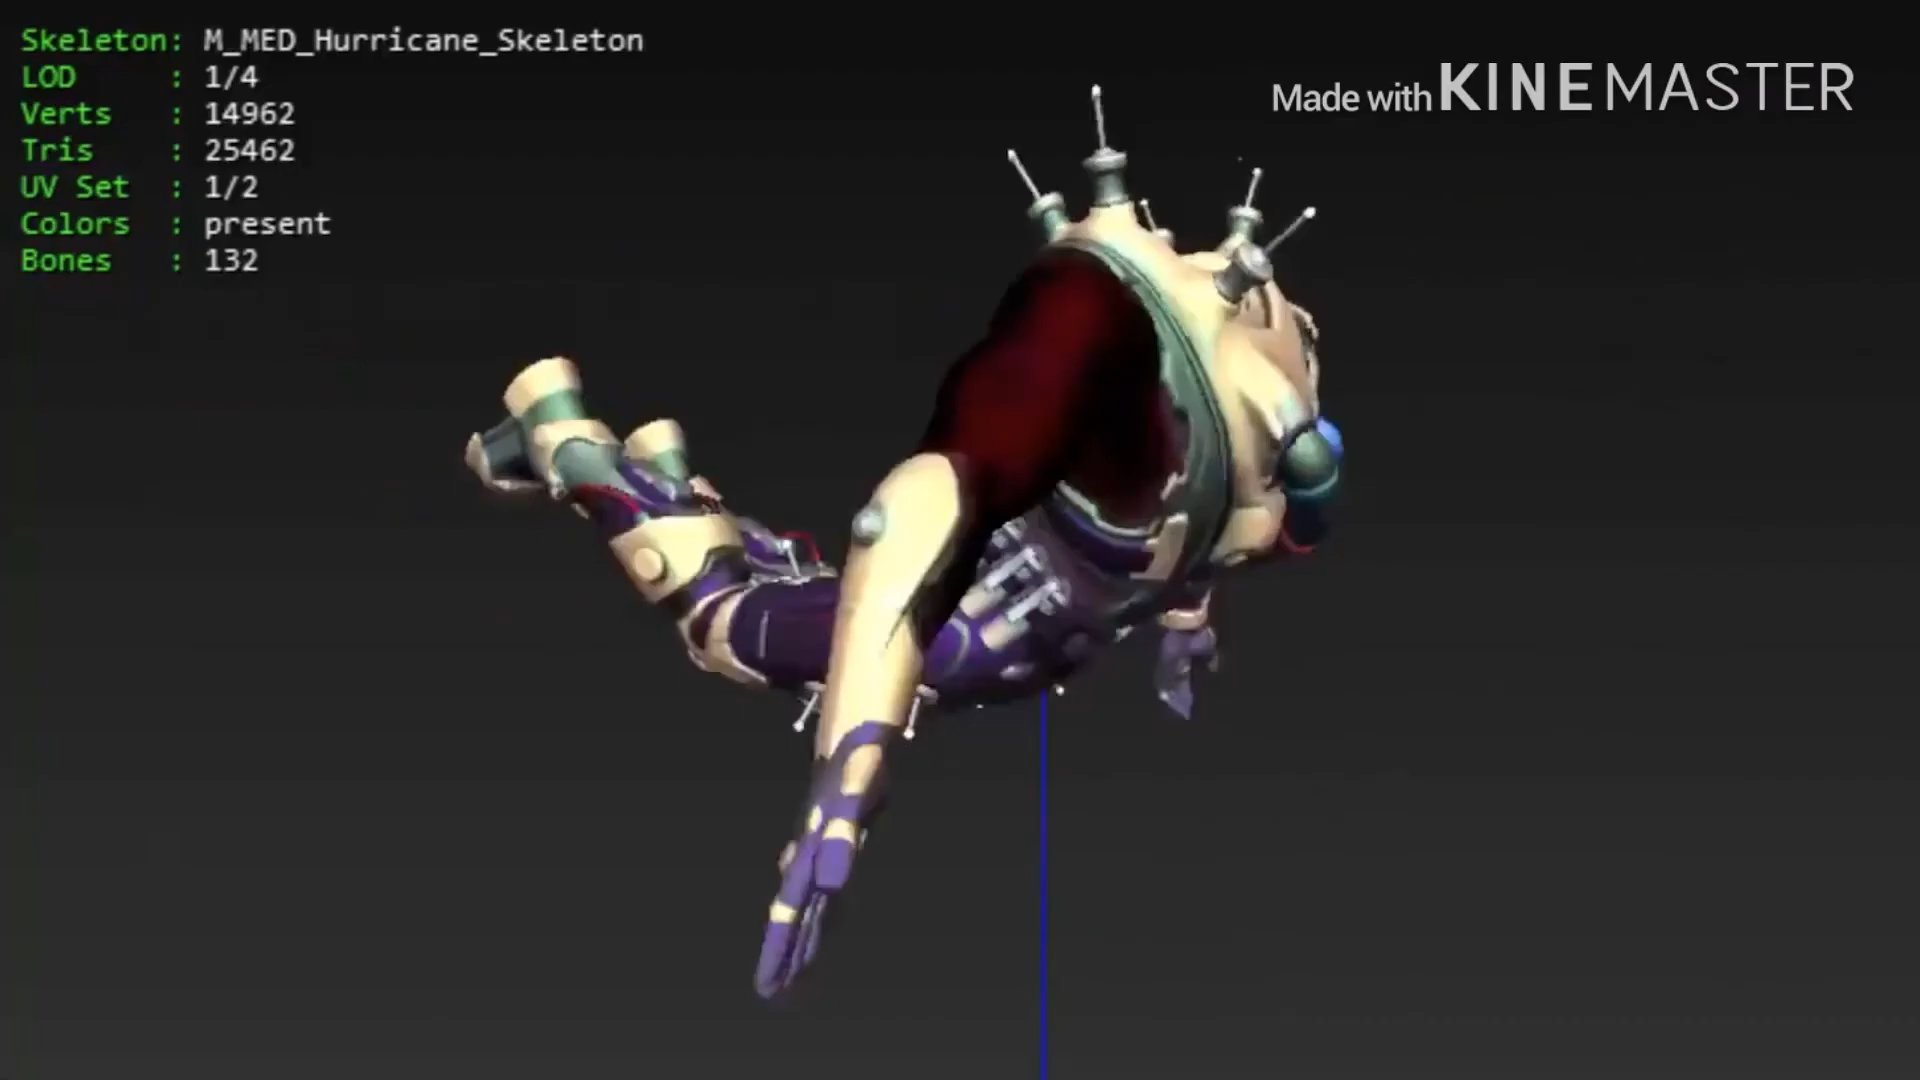 Skeleton: M_MED_Hurricane_Skeleton
LOD : 1/4
Verts : 14962
Tris : 25462
UV Set : 1/2
Colors : present
Bones : 132
Made with KINEMASTER